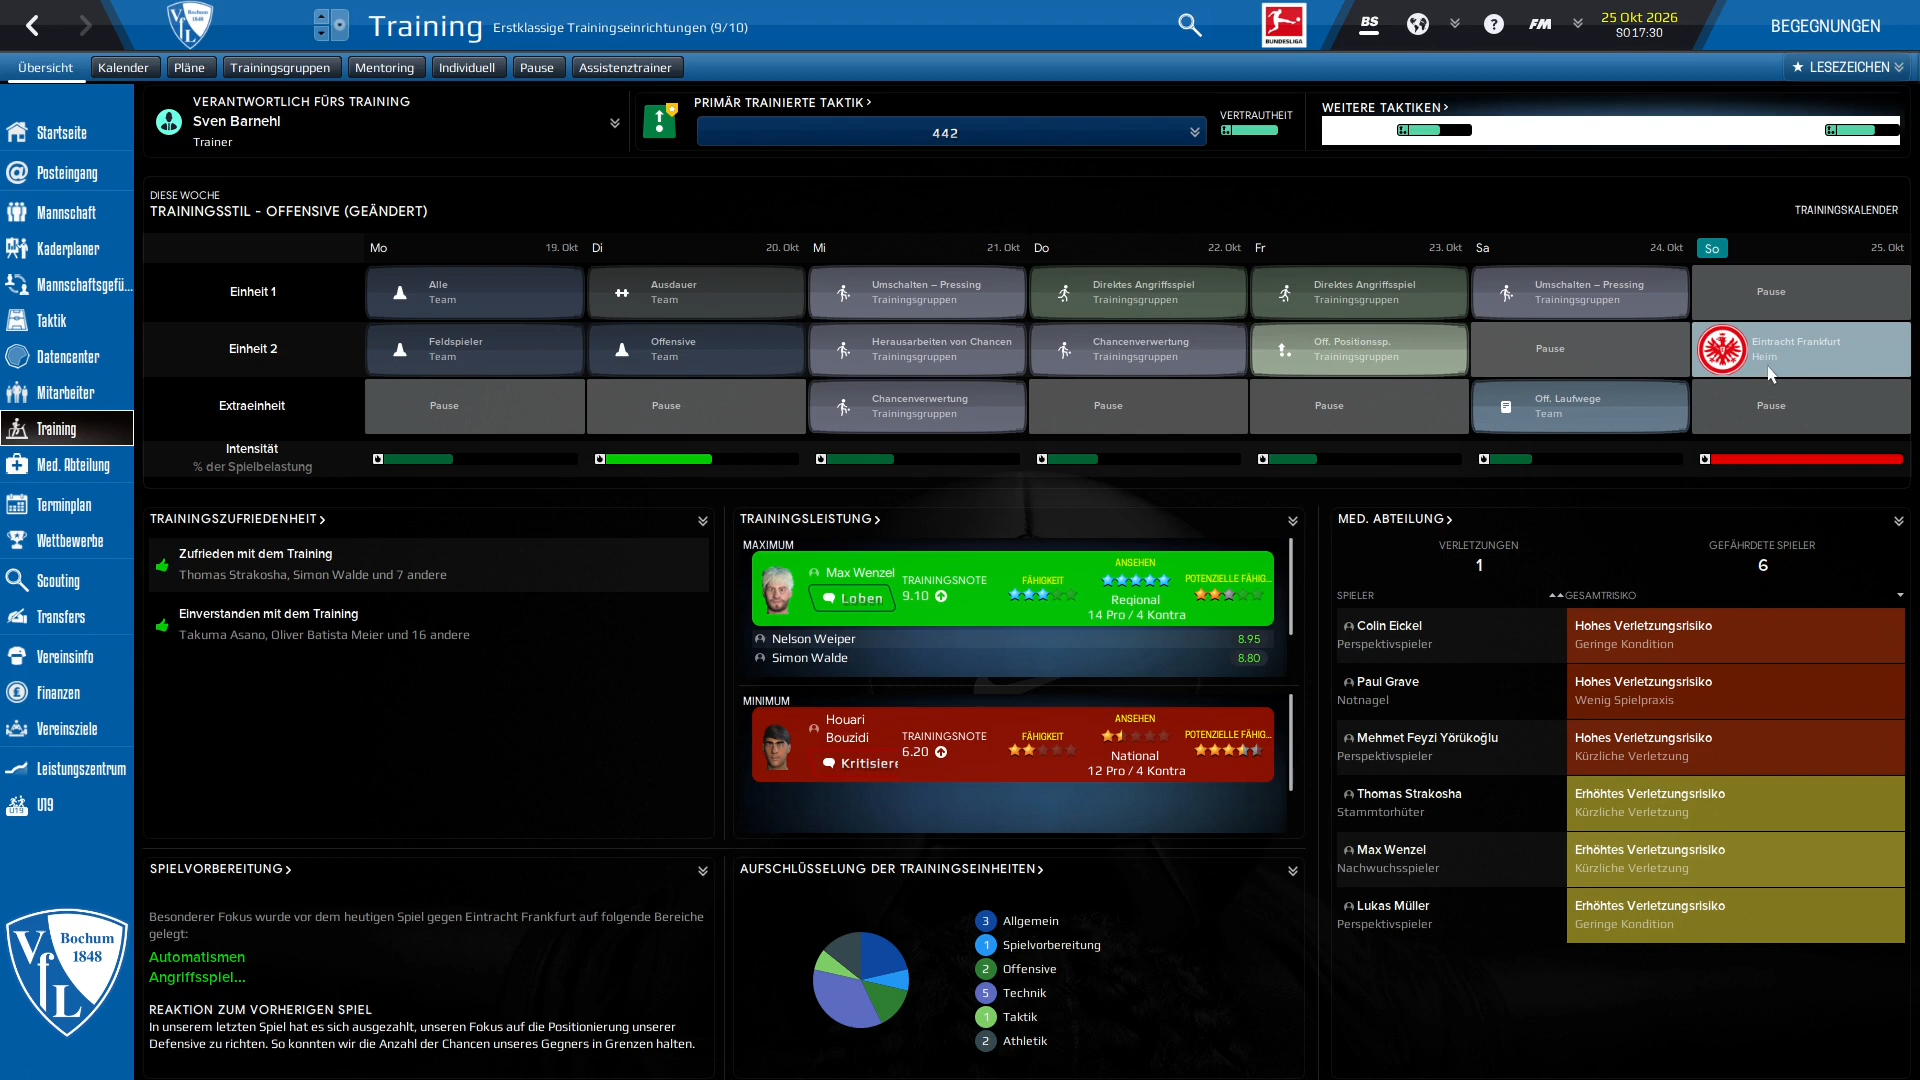 Bochum
1848
Training
Erstklassige Trainingseinrichtungen (9/10)
BUNDESLIGA
BS
FM
25 Okt 2026
SO 17:30
BEGEGNUNGEN
Übersicht
Kalender
Pläne
Trainingsgruppen
Mentoring
Individuell
Pause
Assistenztrainer
LESEZEICHEN
Startseite
Posteingang
Mannschaft
Kaderplaner
Mannschaftsgefü...
Taktik
Datencenter
Mitarbeiter
Training
Med. Abteilung
Terminplan
Wettbewerbe
Scouting
Transfers
Vereinsinfo
Finanzen
Vereinsziele
Leistungszentrum
U19
VfL
Bochum
1848
VERANTWORTLICH FÜRS TRAINING
Sven Barnehl
Trainer
PRIMÄR TRAINIERTE TAKTIK
442
VERTRAUTHEIT
WEITERE TAKTIKEN
DIESE WOCHE
TRAININGSSTIL - OFFENSIVE (GEÄNDERT)
TRAININGSKALENDER
Mo 19. Okt Di 20. Okt Mi 21. Okt Do 22. Okt Fr 23. Okt Sa 24. Okt So 25. Okt
Einheit 1
Alle
Team
Ausdauer
Team
Umschalten – Pressing
Trainingsgruppen
Direktes Angriffsspiel
Trainingsgruppen
Direktes Angriffsspiel
Trainingsgruppen
Umschalten – Pressing
Trainingsgruppen
Pause
Einheit 2
Feldspieler
Team
Offensive
Team
Herausarbeiten von Chancen
Trainingsgruppen
Chancenverwertung
Trainingsgruppen
Off. Positionssp.
Trainingsgruppen
Pause
Eintracht Frankfurt
Heim
Extraeinheit
Pause
Pause
Chancenverwertung
Trainingsgruppen
Pause
Pause
Off. Laufwege
Team
Pause
Intensität
% der Spielbelastung
TRAININGSZUFRIEDENHEIT
Zufrieden mit dem Training
Thomas Strakosha, Simon Walde und 7 andere
Einverstanden mit dem Training
Takuma Asano, Oliver Batista Meier und 16 andere
TRAININGSLEISTUNG
MAXIMUM
Max Wenzel
Loben
TRAININGSNOTE
9.10
FÄHIGKEIT
ANSEHEN
Regional
14 Pro / 4 Kontra
POTENZIELLE FÄHIG...
Nelson Weiper 8.95
Simon Walde 8.80
MINIMUM
Houari
Bouzidi
Kritisiere
TRAININGSNOTE
6.20
FÄHIGKEIT
ANSEHEN
National
12 Pro / 4 Kontra
POTENZIELLE FÄHIG...
MED. ABTEILUNG
VERLETZUNGEN
1
GEFÄHRDETE SPIELER
6
SPIELER GESAMTRISIKO
Colin Eickel Hohes Verletzungsrisiko
Perspektivspieler Geringe Kondition
Paul Grave Hohes Verletzungsrisiko
Notnagel Wenig Spielpraxis
Mehmet Feyzi Yörükoğlu Hohes Verletzungsrisiko
Perspektivspieler Kürzliche Verletzung
Thomas Strakosha Erhöhtes Verletzungsrisiko
Stammtorhüter Kürzliche Verletzung
Max Wenzel Erhöhtes Verletzungsrisiko
Nachwuchsspieler Kürzliche Verletzung
Lukas Müller Erhöhtes Verletzungsrisiko
Perspektivspieler Geringe Kondition
SPIELVORBEREITUNG
Besonderer Fokus wurde vor dem heutigen Spiel gegen Eintracht Frankfurt auf folgende Bereiche
gelegt:
Automatismen
Angriffsspiel...
REAKTION ZUM VORHERIGEN SPIEL
In unserem letzten Spiel hat es sich ausgezahlt, unseren Fokus auf die Positionierung unserer
Defensive zu richten. So konnten wir die Anzahl der Chancen unseres Gegners in Grenzen halten.
AUFSCHLÜSSELUNG DER TRAININGSEINHEITEN
3 Allgemein
1 Spielvorbereitung
2 Offensive
5 Technik
1 Taktik
2 Athletik